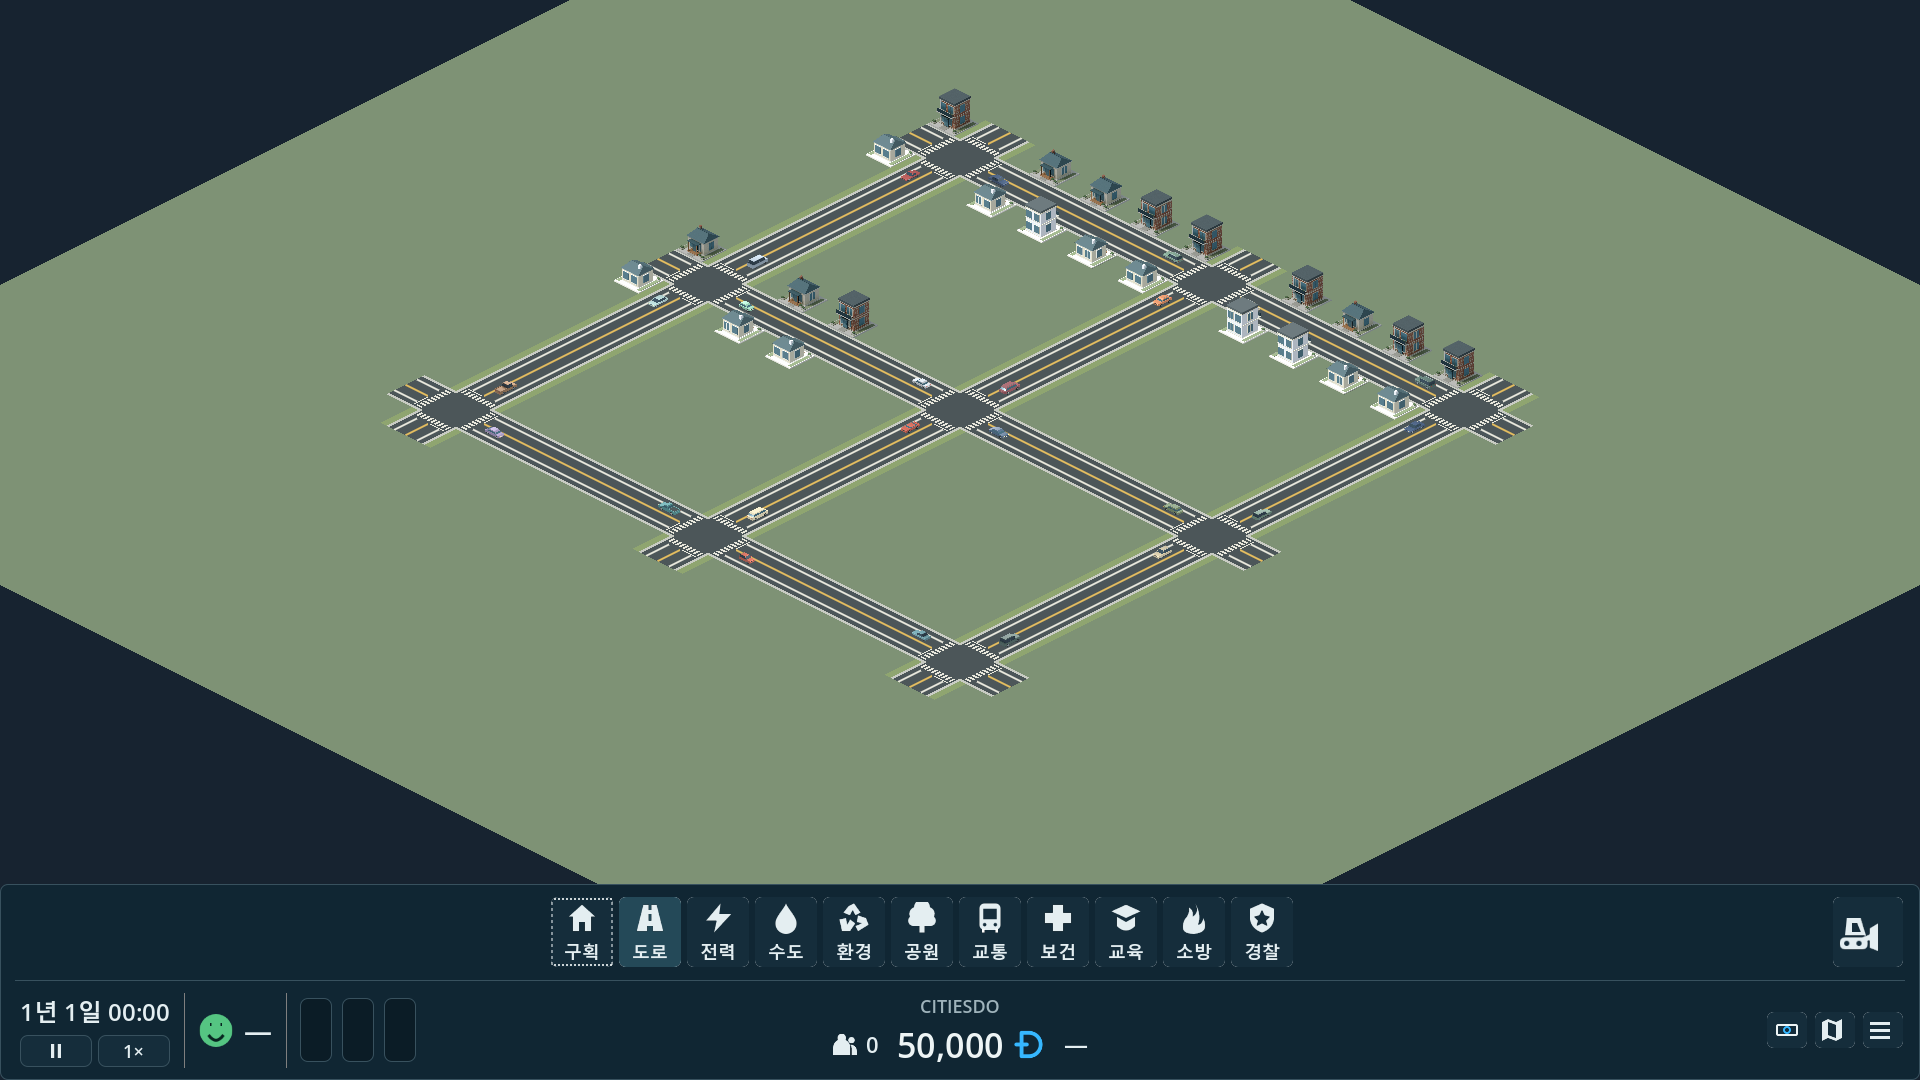 구획 도로 전력 수도 환경 공원 교통 보건 교육 소방 경찰
1년 1일 00:00
1×
—
CITIESDO
0 50,000 Đ —